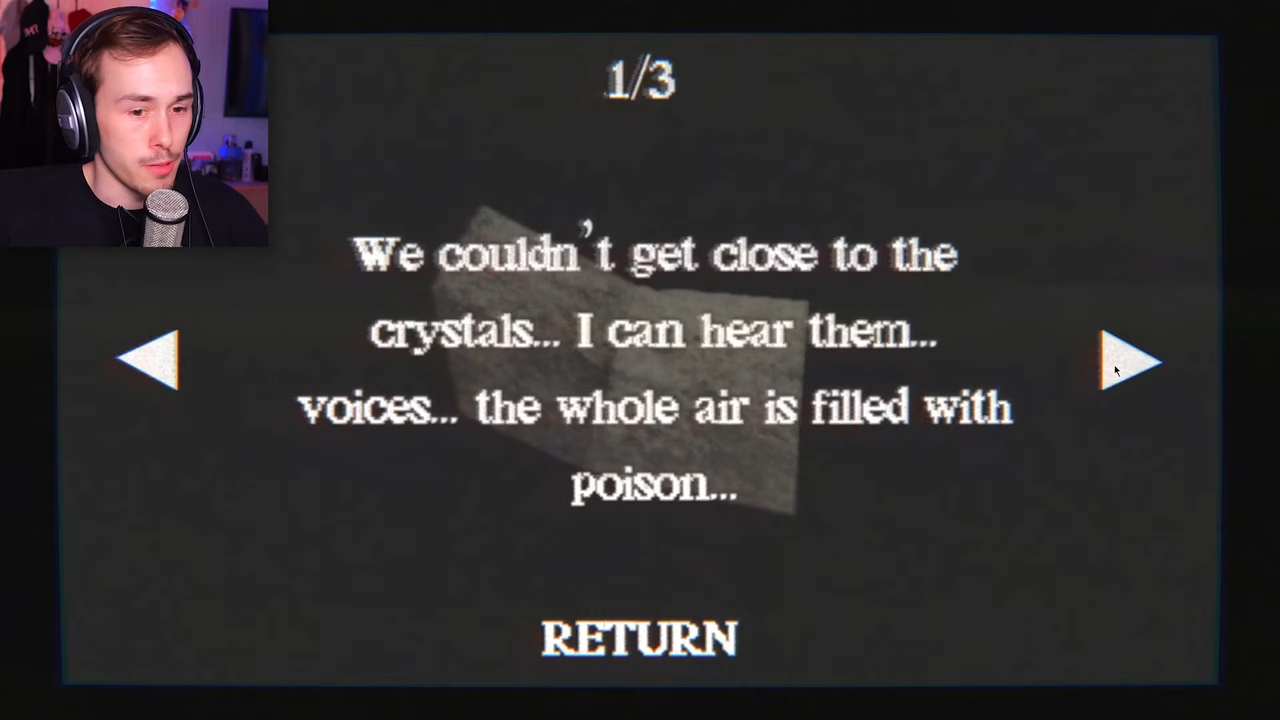 1/3
We couldn't get close to the
crystals... I can hear them...
voices... the whole air is filled with
poison...
RETURN